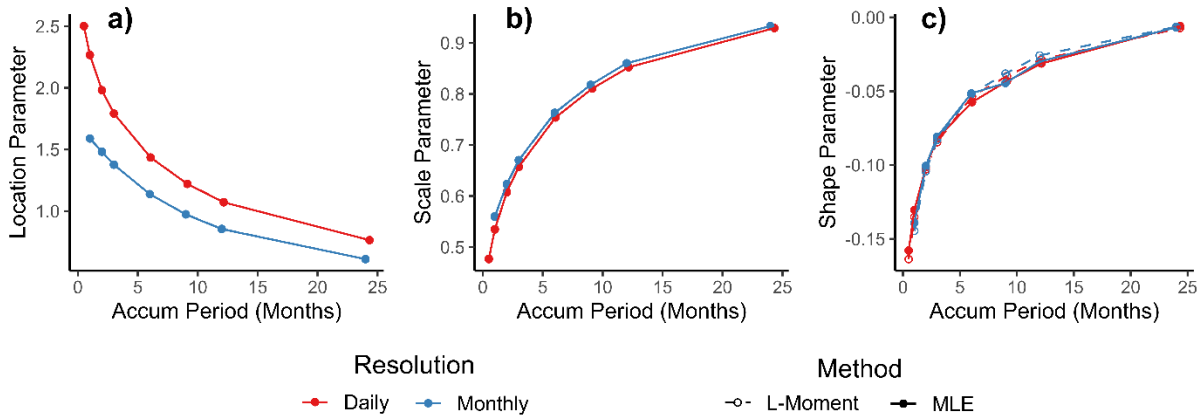 a)
2.5
2.0
1.5
1.0
Location Parameter
0 5 10 15 20 25
Accum Period (Months)
b)
0.9
0.8
0.7
0.6
0.5
Scale Parameter
0 5 10 15 20 25
Accum Period (Months)
c)
0.00
-0.05
-0.10
-0.15
Shape Parameter
0 5 10 15 20 25
Accum Period (Months)
Resolution
Daily Monthly
Method
L-Moment MLE